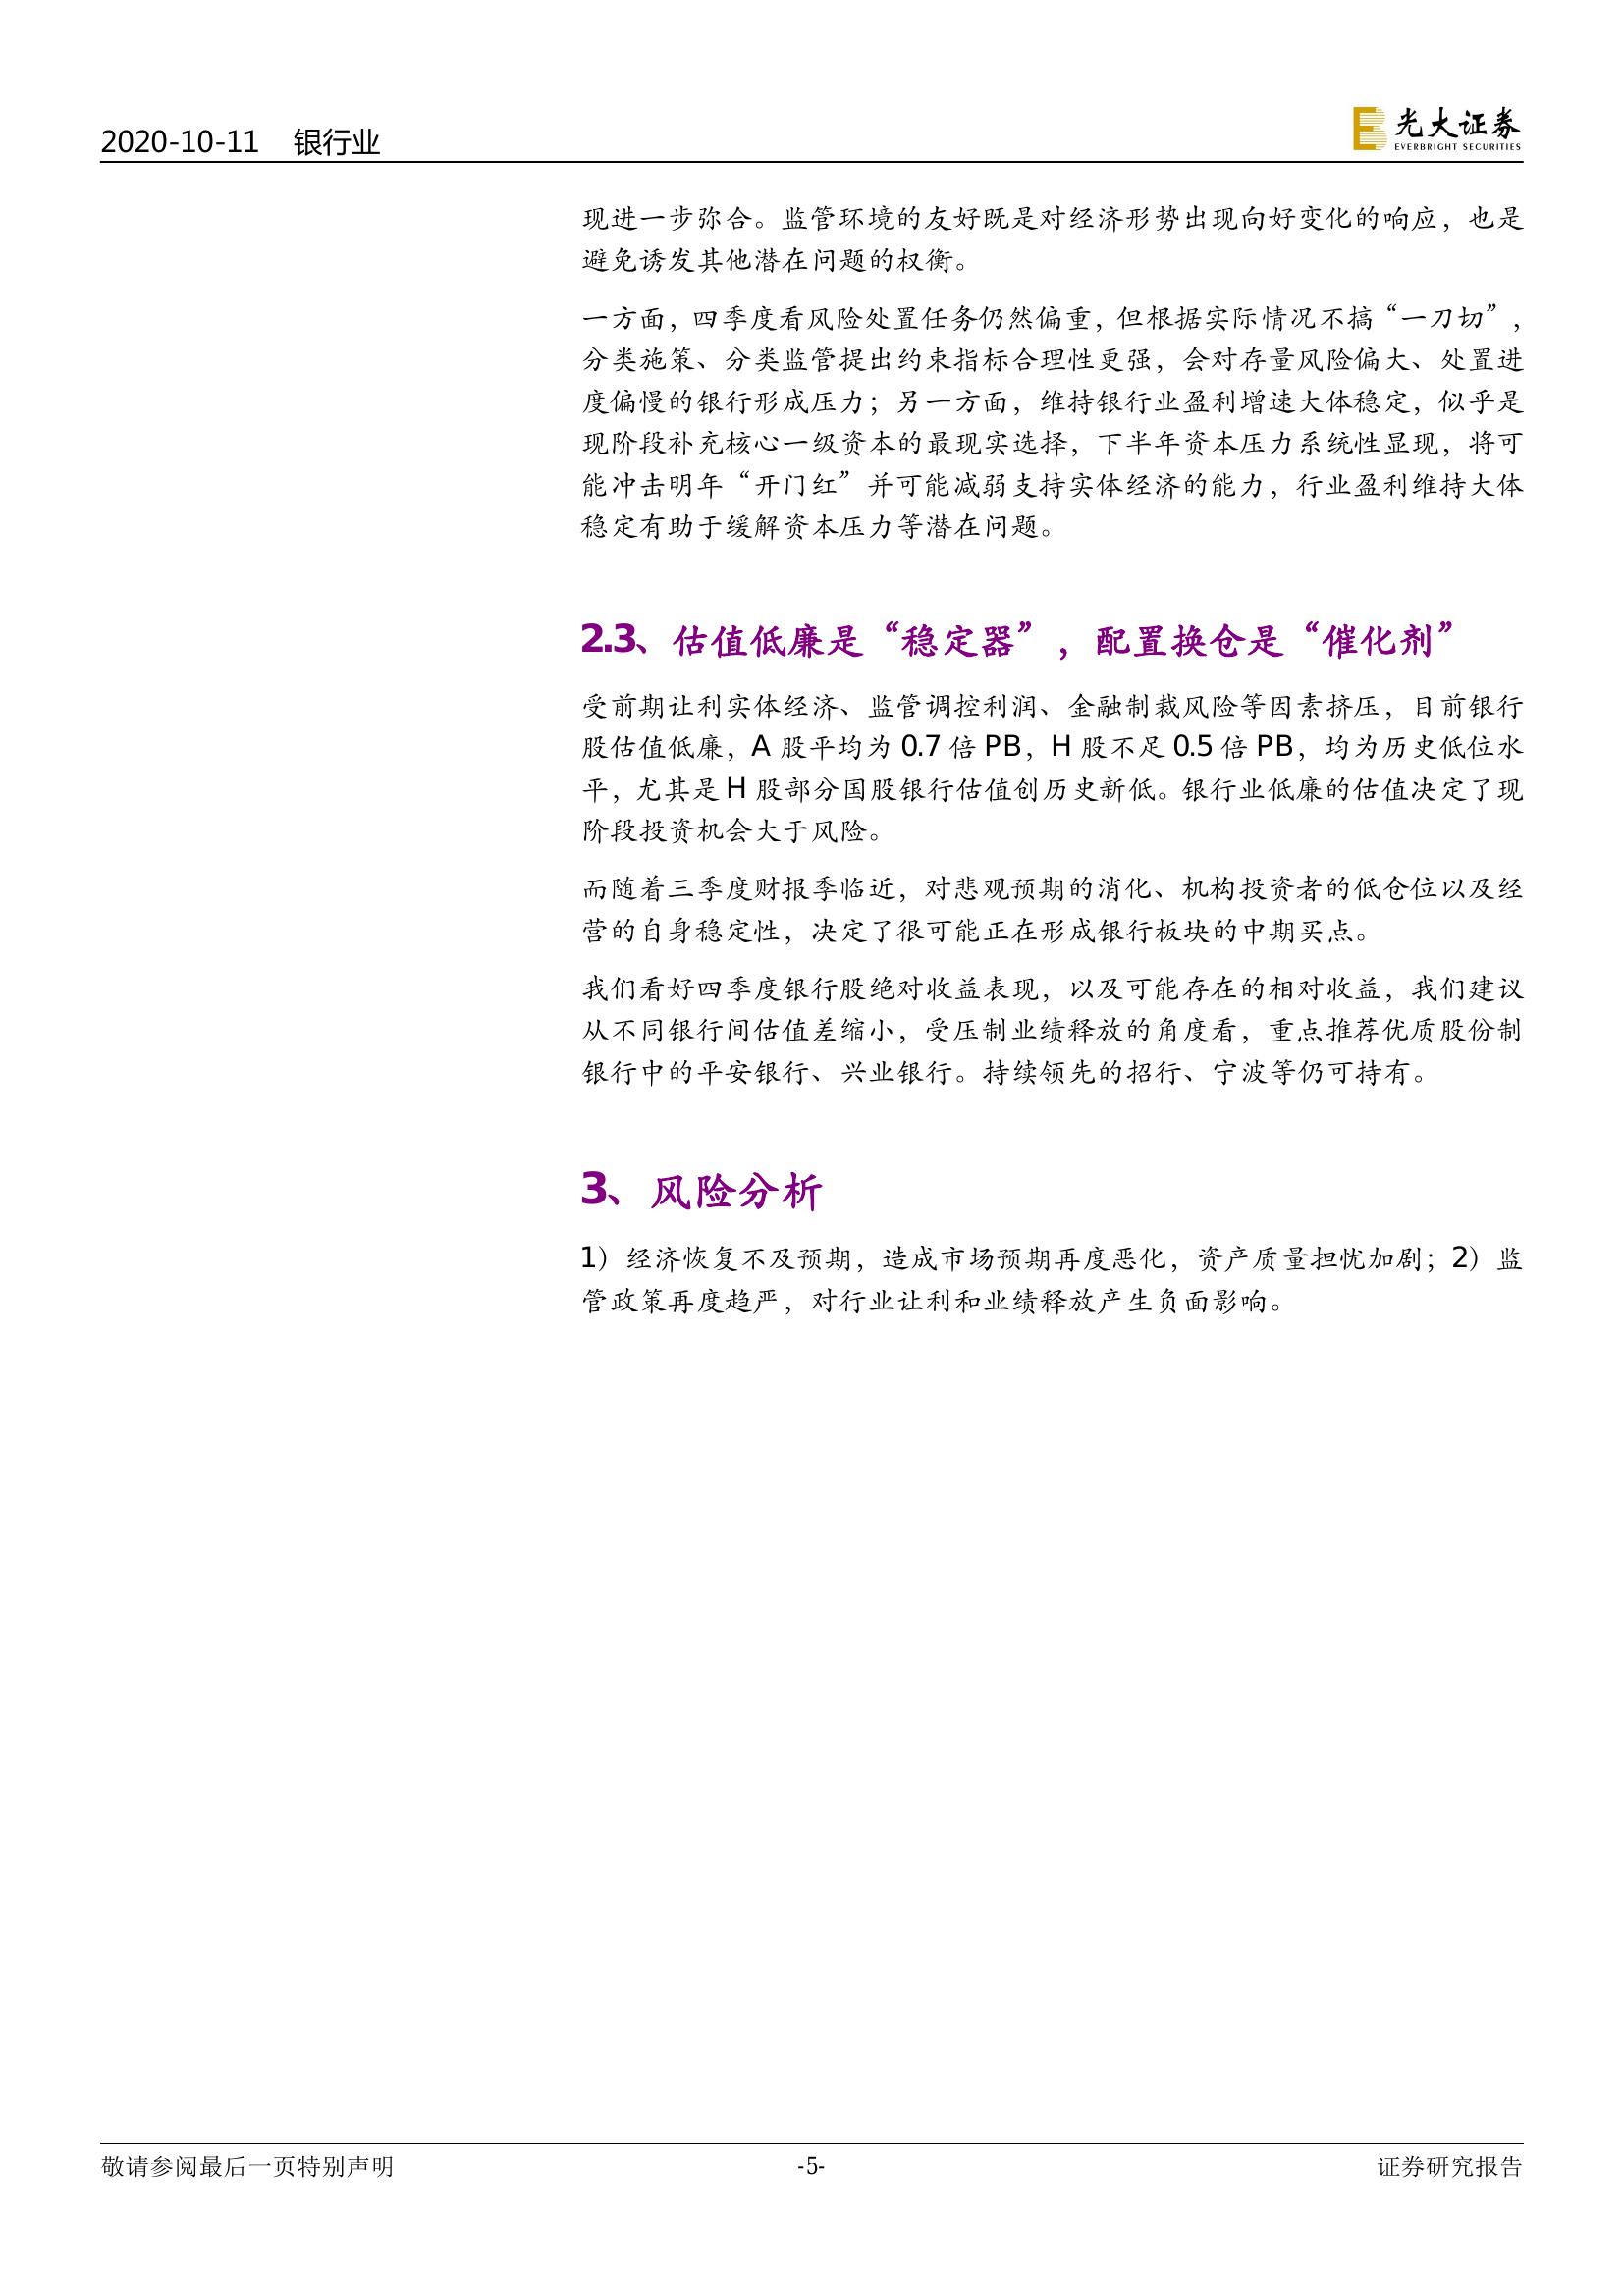 2020-10-11 银行业
光大证券
EVERBRIGHT SECURITIES
现进一步弥合。监管环境的友好既是对经济形势出现向好变化的响应，也是
避免诱发其他潜在问题的权衡。
一方面，四季度看风险处置任务仍然偏重，但根据实际情况不搞“一刀切”，
分类施策、分类监管提出约束指标合理性更强，会对存量风险偏大、处置进
度偏慢的银行形成压力；另一方面，维持银行业盈利增速大体稳定，似乎是
现阶段补充核心一级资本的最现实选择，下半年资本压力系统性显现，将可
能冲击明年“开门红”并可能减弱支持实体经济的能力，行业盈利维持大体
稳定有助于缓解资本压力等潜在问题。
2.3、估值低廉是“稳定器”，配置换仓是“催化剂”
受前期让利实体经济、监管调控利润、金融制裁风险等因素挤压，目前银行
股估值低廉，A 股平均为 0.7 倍 PB，H 股不足 0.5 倍 PB，均为历史低位水
平，尤其是 H 股部分国股银行估值创历史新低。银行业低廉的估值决定了现
阶段投资机会大于风险。
而随着三季度财报季临近，对悲观预期的消化、机构投资者的低仓位以及经
营的自身稳定性，决定了很可能正在形成银行板块的中期买点。
我们看好四季度银行股绝对收益表现，以及可能存在的相对收益，我们建议
从不同银行间估值差缩小，受压制业绩释放的角度看，重点推荐优质股份制
银行中的平安银行、兴业银行。持续领先的招行、宁波等仍可持有。
3、风险分析
1）经济恢复不及预期，造成市场预期再度恶化，资产质量担忧加剧；2）监
管政策再度趋严，对行业让利和业绩释放产生负面影响。
敬请参阅最后一页特别声明
-5-
证券研究报告